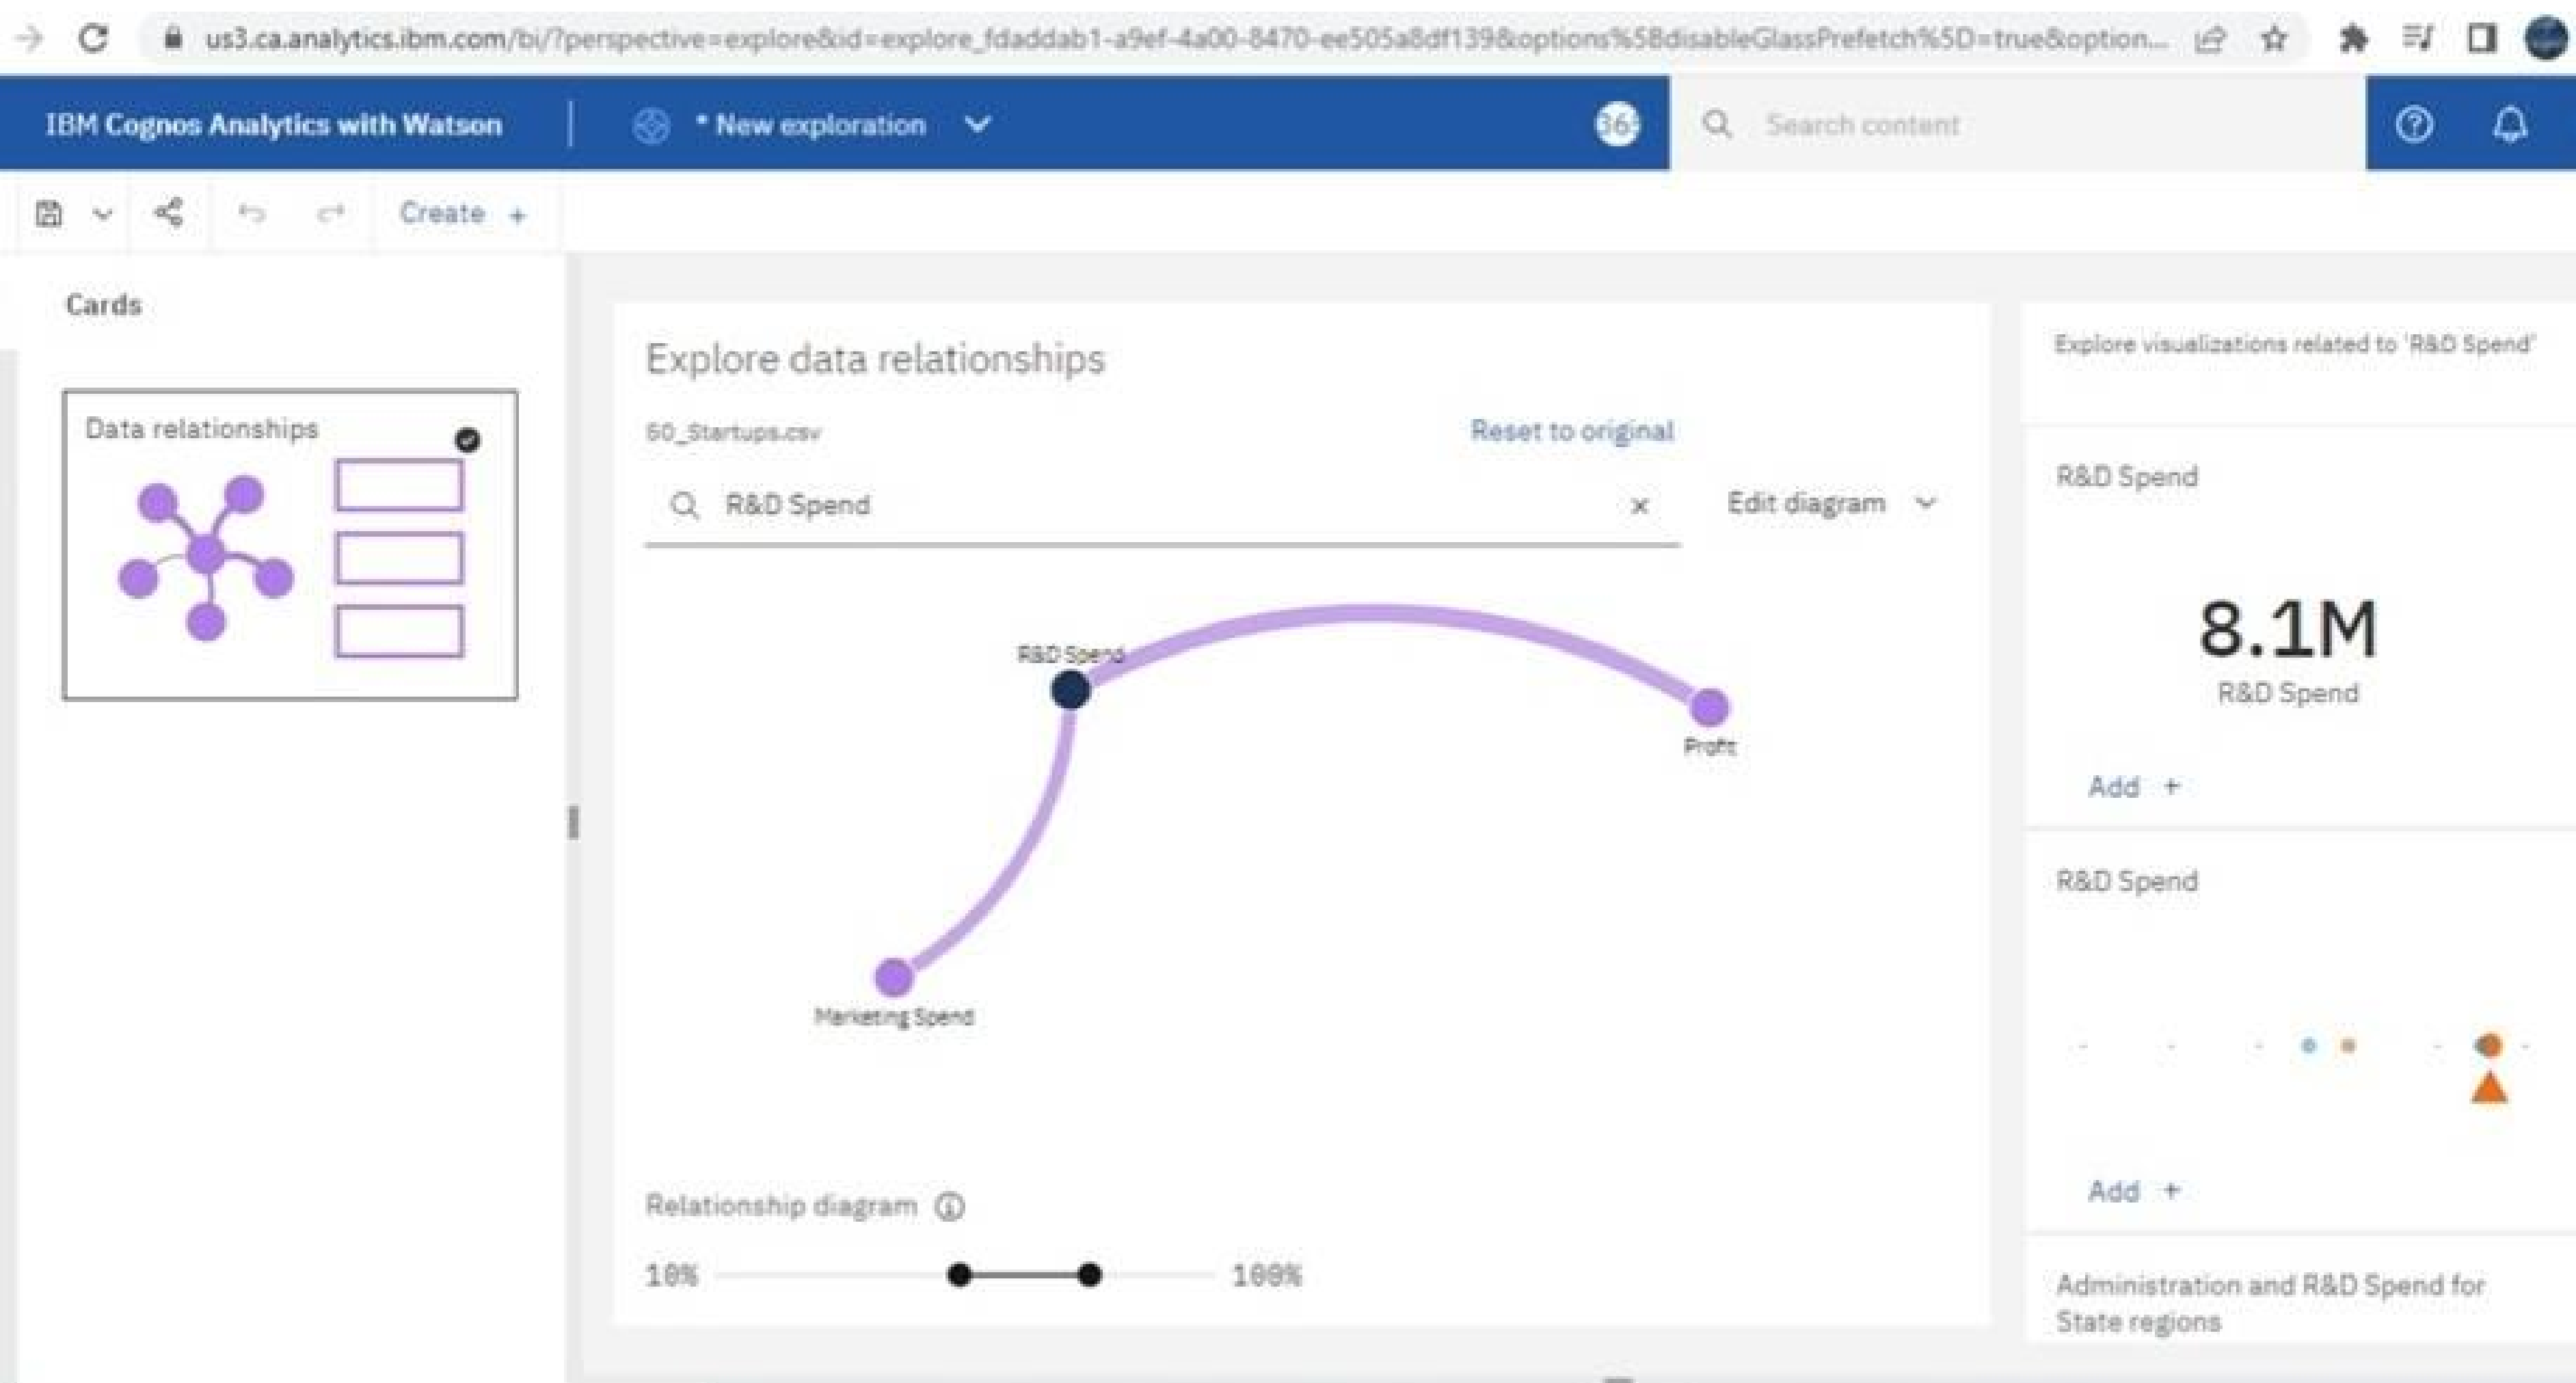 us3.ca.analytics.ibm.com/bi/?perspective=explore&id=explore_fdaddab1-a9ef-4a00-8470-ee505a8df139&options%5BdisableGlassPrefetch%5D=true&option...
IBM Cognos Analytics with Watson
* New exploration
36
Search content
Create +
Cards
Data relationships
Explore data relationships
50_Startups.csv
Reset to original
R&D Spend
Edit diagram
R&D Spend
Profit
Marketing Spend
Relationship diagram
10%
100%
Explore visualizations related to 'R&D Spend'
R&D Spend
8.1M
R&D Spend
Add +
R&D Spend
Add +
Administration and R&D Spend for
State regions